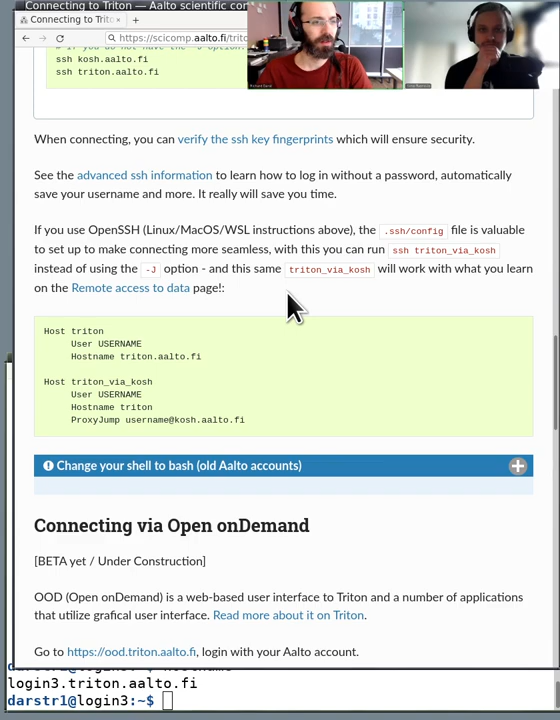 Connecting to Triton — Aalto scientific con
Connecting to Trito
https://scicomp.aalto.fi/trito
# If you do not have the
ssh kosh.aalto.fi
ssh triton.aalto.fi
When connecting, you can verify the ssh key fingerprints which will ensure security.
See the advanced ssh information to learn how to log in without a password, automatically
save your username and more. It really will save you time.
If you use OpenSSH (Linux/MacOS/WSL instructions above), the .ssh/config file is valuable
to set up to make connecting more seamless, with this you can run ssh triton_via_kosh
instead of using the -J option - and this same triton_via_kosh will work with what you learn
on the Remote access to data page!:
Host triton
User USERNAME
Hostname triton.aalto.fi
Host triton_via_kosh
User USERNAME
Hostname triton
ProxyJump username@kosh.aalto.fi
Change your shell to bash (old Aalto accounts)
Connecting via Open onDemand
[BETA yet / Under Construction]
OOD (Open onDemand) is a web-based user interface to Triton and a number of applications
that utilize grafical user interface. Read more about it on Triton.
Go to https://ood.triton.aalto.fi, login with your Aalto account.
login3.triton.aalto.fi
darstr1@login3:~$